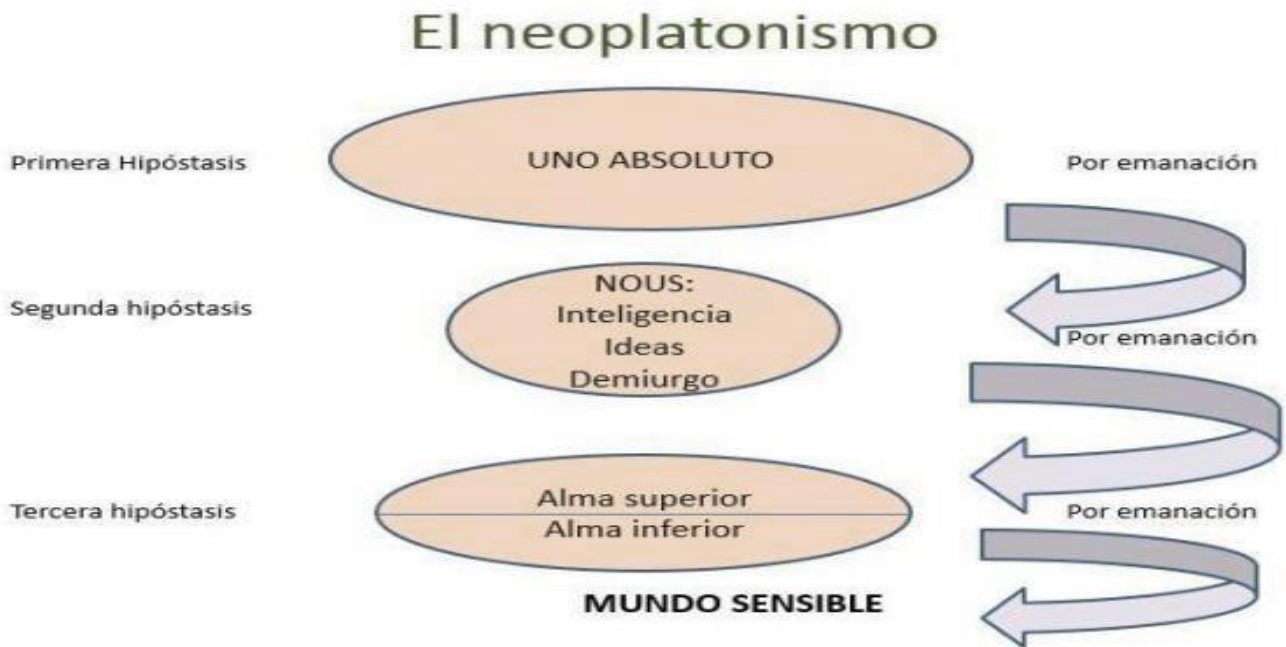 El neoplatonismo
Primera Hipóstasis
UNO ABSOLUTO
Por emanación
Segunda hipóstasis
NOUS:
Inteligencia
Ideas
Demiurgo
Por emanación
Tercera hipóstasis
Alma superior
Alma inferior
Por emanación
MUNDO SENSIBLE